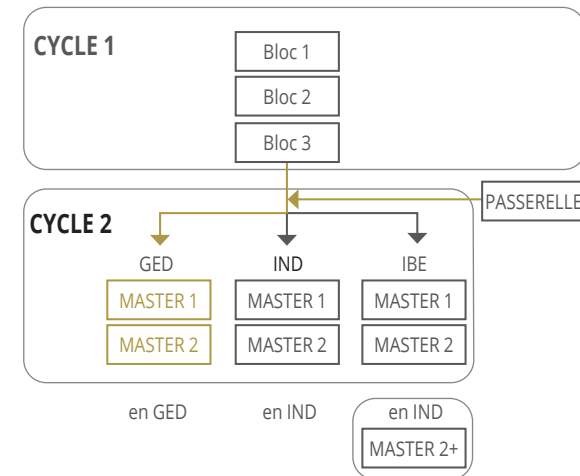 CYCLE 1
Bloc 1
Bloc 2
Bloc 3
PASSERELLE
CYCLE 2
GED IND IBE
MASTER 1 MASTER 1 MASTER 1
MASTER 2 MASTER 2 MASTER 2
en GED en IND en IND
MASTER 2+